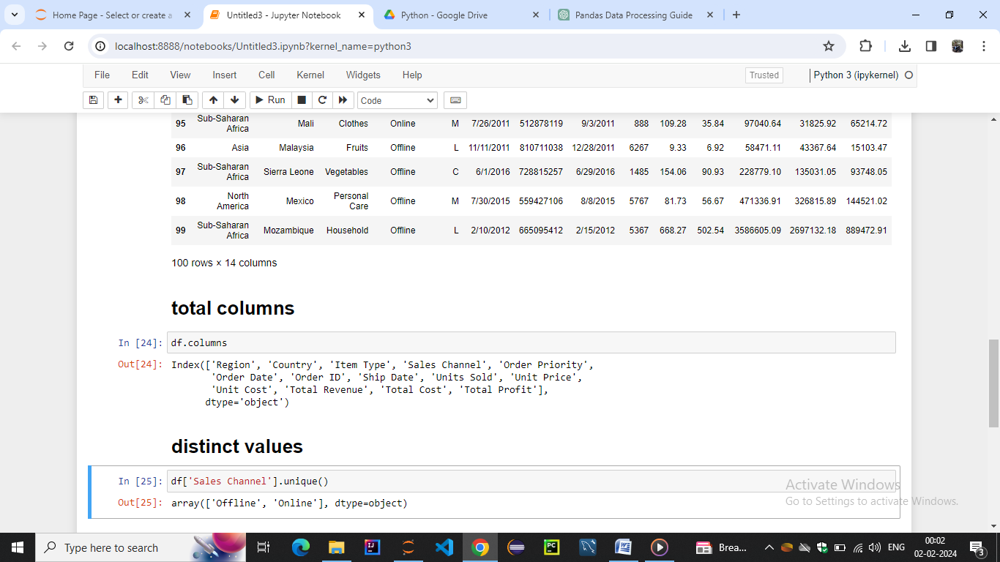 Home Page - Select or create a
Untitled3 - Jupyter Notebook
Python - Google Drive
Pandas Data Processing Guide
localhost:8888/notebooks/Untitled3.ipynb?kernel_name=python3
File Edit View Insert Cell Kernel Widgets Help Trusted Python 3 (ipykernel)
Run Code
95 Sub-Saharan Africa Mali Clothes Online M 7/26/2011 512878119 9/3/2011 888 109.28 35.84 97040.64 31825.92 65214.72
96 Asia Malaysia Fruits Offline L 11/11/2011 810711038 12/28/2011 6267 9.33 6.92 58471.11 43367.64 15103.47
97 Sub-Saharan Africa Sierra Leone Vegetables Offline C 6/1/2016 728815257 6/29/2016 1485 154.06 90.93 228779.10 135031.05 93748.05
98 North America Mexico Personal Care Offline M 7/30/2015 559427106 8/8/2015 5767 81.73 56.67 471336.91 326815.89 144521.02
99 Sub-Saharan Africa Mozambique Household Offline L 2/10/2012 665095412 2/15/2012 5367 668.27 502.54 3586605.09 2697132.18 889472.91
100 rows × 14 columns
total columns
In [24]: df.columns
Out[24]: Index(['Region', 'Country', 'Item Type', 'Sales Channel', 'Order Priority',
'Order Date', 'Order ID', 'Ship Date', 'Units Sold', 'Unit Price',
'Unit Cost', 'Total Revenue', 'Total Cost', 'Total Profit'],
dtype='object')
distinct values
In [25]: df['Sales Channel'].unique()
Out[25]: array(['Offline', 'Online'], dtype=object)
Activate Windows
Go to Settings to activate Windows.
Type here to search
IJ
PC
W
Brea...
ENG
00:02
02-02-2024
3